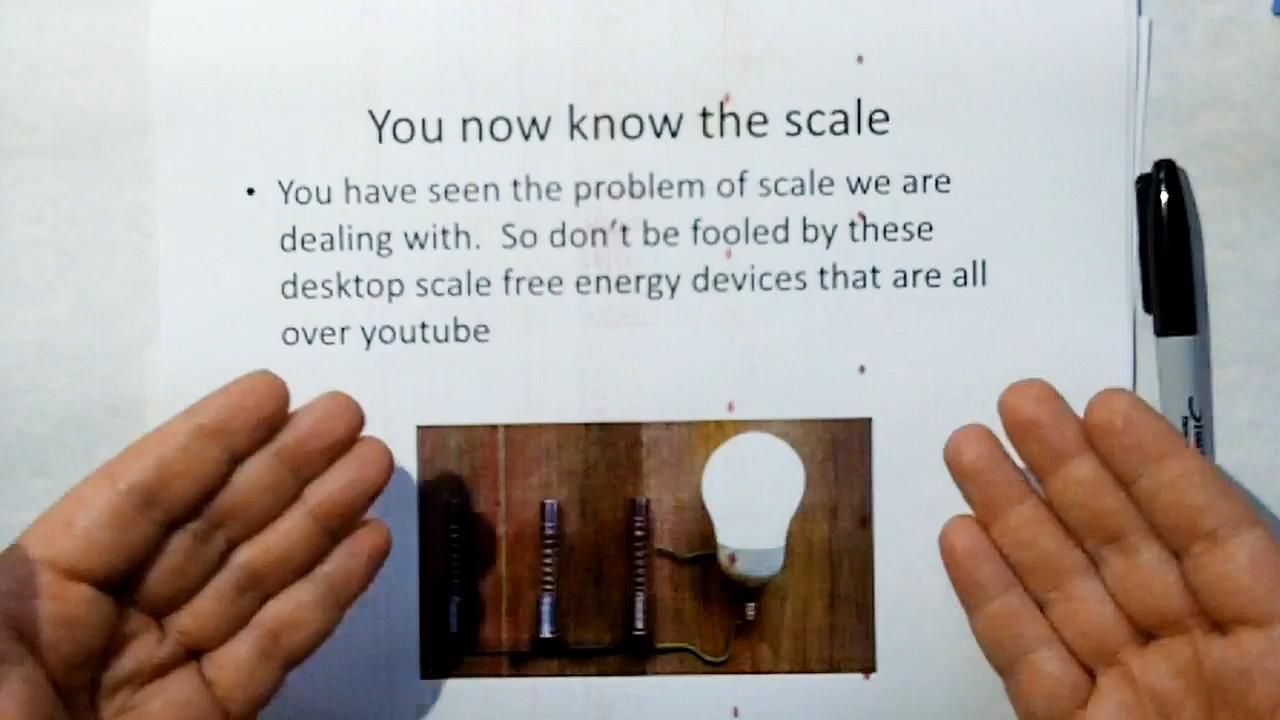 You now know the scale
• You have seen the problem of scale we are
dealing with. So don't be fooled by these
desktop scale free energy devices that are all
over youtube